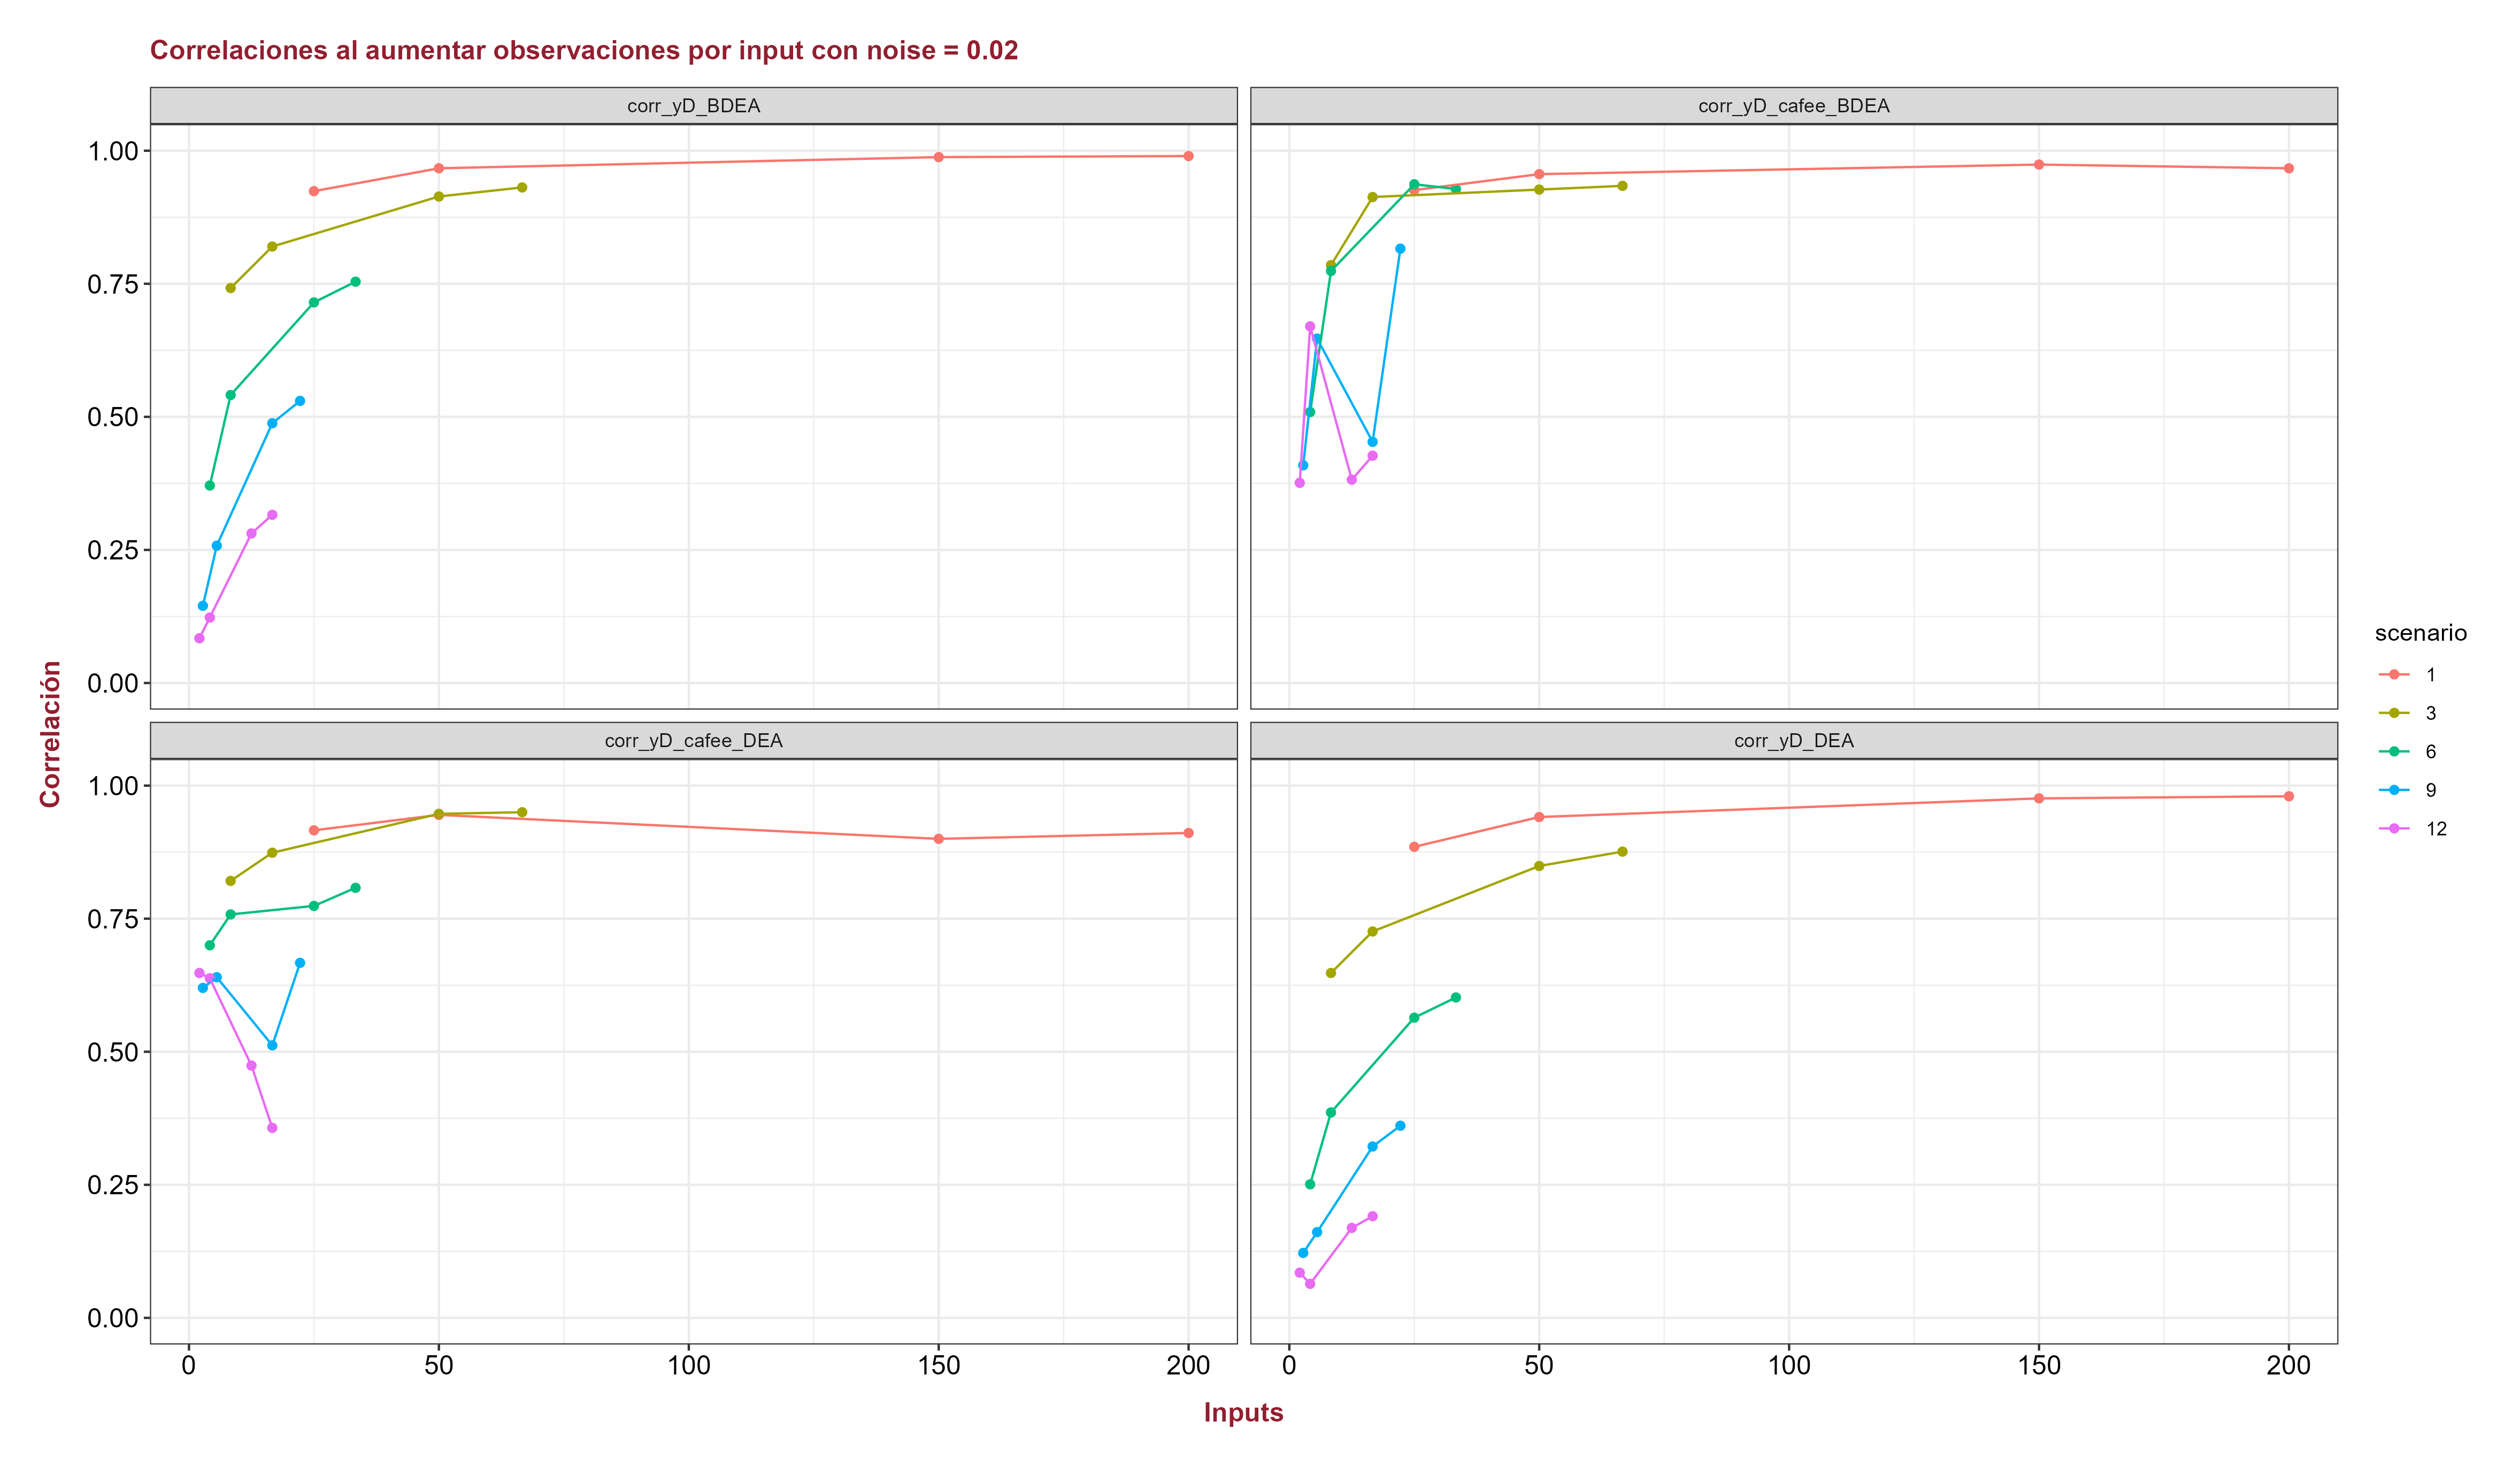 Correlaciones al aumentar observaciones por input con noise = 0.02
corr_yD_BDEA
corr_yD_cafee_BDEA
1.00
0.75
0.50
0.25
0.00
corr_yD_cafee_DEA
corr_yD_DEA
1.00
0.75
0.50
0.25
0.00
Correlación
0 50 100 150 200
0 50 100 150 200
Inputs
scenario
1
3
6
9
12